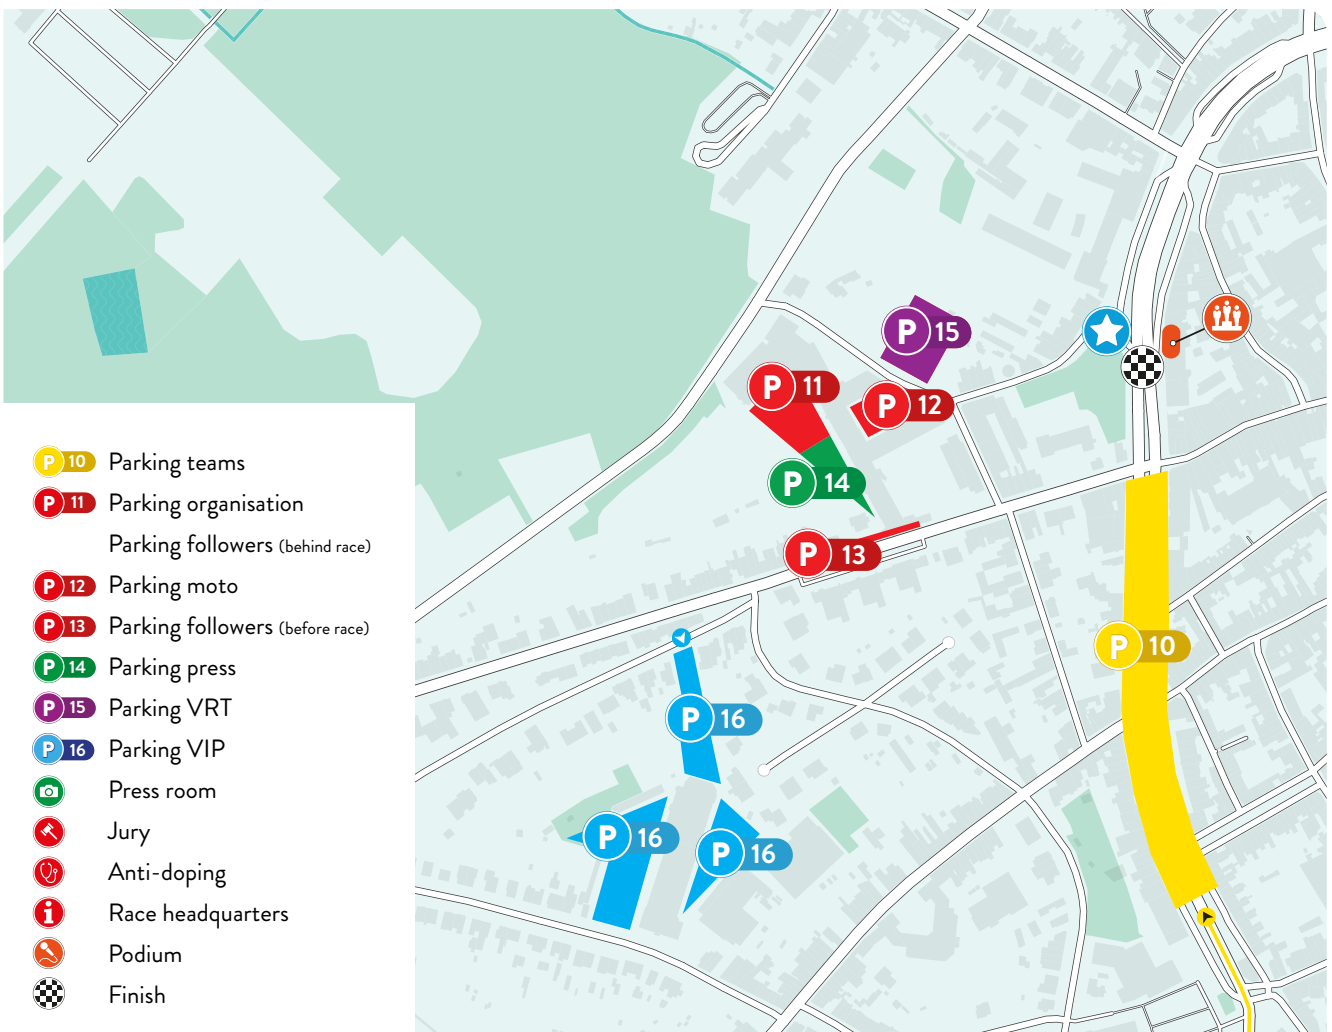 P 15
P 11
P 12
P 14
P 13
P 10
P 16
P 16
P 16
P 10 Parking teams
P 11 Parking organisation
Parking followers (behind race)
P 12 Parking moto
P 13 Parking followers (before race)
P 14 Parking press
P 15 Parking VRT
P 16 Parking VIP
Press room
Jury
Anti-doping
i Race headquarters
Podium
Finish